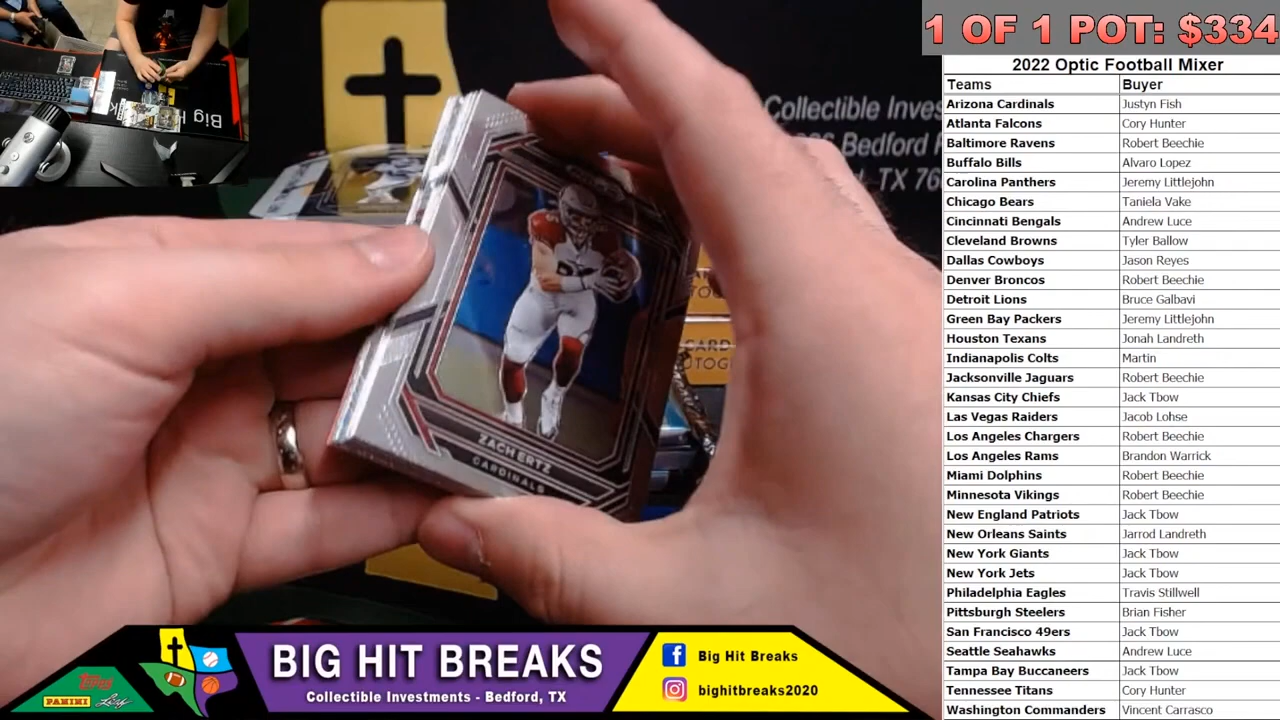 1 OF 1 POT: $334
2022 Optic Football Mixer
Teams Buyer
Arizona Cardinals Justyn Fish
Atlanta Falcons Cory Hunter
Baltimore Ravens Robert Beechie
Buffalo Bills Alvaro Lopez
Carolina Panthers Jeremy Littlejohn
Chicago Bears Taniela Vake
Cincinnati Bengals Andrew Luce
Cleveland Browns Tyler Ballow
Dallas Cowboys Jason Reyes
Denver Broncos Robert Beechie
Detroit Lions Bruce Galbavi
Green Bay Packers Jeremy Littlejohn
Houston Texans Jonah Landreth
Indianapolis Colts Martin
Jacksonville Jaguars Robert Beechie
Kansas City Chiefs Jack Tbow
Las Vegas Raiders Jacob Lohse
Los Angeles Chargers Robert Beechie
Los Angeles Rams Brandon Warrick
Miami Dolphins Robert Beechie
Minnesota Vikings Robert Beechie
New England Patriots Jack Tbow
New Orleans Saints Jarrod Landreth
New York Giants Jack Tbow
New York Jets Jack Tbow
Philadelphia Eagles Travis Stillwell
Pittsburgh Steelers Brian Fisher
San Francisco 49ers Jack Tbow
Seattle Seahawks Andrew Luce
Tampa Bay Buccaneers Jack Tbow
Tennessee Titans Cory Hunter
Washington Commanders Vincent Carrasco
Collectible Inves
Bedford
TX 76
Big H
ZACH ERTZ
CARDINALS
BIG HIT BREAKS
Collectible Investments - Bedford, TX
Big Hit Breaks
bighitbreaks2020
Topps
PANINI
Leaf